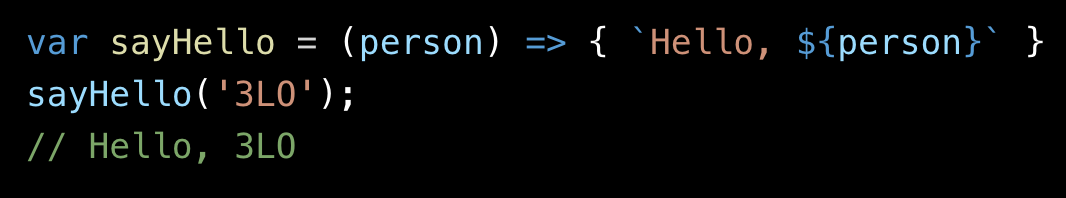 var sayHello = (person) => { `Hello, ${person}` }
sayHello('3LO');
// Hello, 3LO